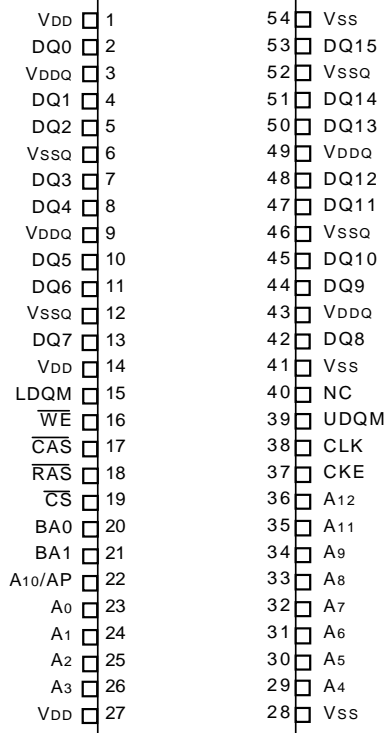 VDD 1 54 VSS
DQ0 2 53 DQ15
VDDQ 3 52 VSSQ
DQ1 4 51 DQ14
DQ2 5 50 DQ13
VSSQ 6 49 VDDQ
DQ3 7 48 DQ12
DQ4 8 47 DQ11
VDDQ 9 46 VSSQ
DQ5 10 45 DQ10
DQ6 11 44 DQ9
VSSQ 12 43 VDDQ
DQ7 13 42 DQ8
VDD 14 41 VSS
LDQM 15 40 NC
W̅E̅ 16 39 UDQM
C̅A̅S̅ 17 38 CLK
R̅A̅S̅ 18 37 CKE
C̅S̅ 19 36 A12
BA0 20 35 A11
BA1 21 34 A9
A10/AP 22 33 A8
A0 23 32 A7
A1 24 31 A6
A2 25 30 A5
A3 26 29 A4
VDD 27 28 VSS